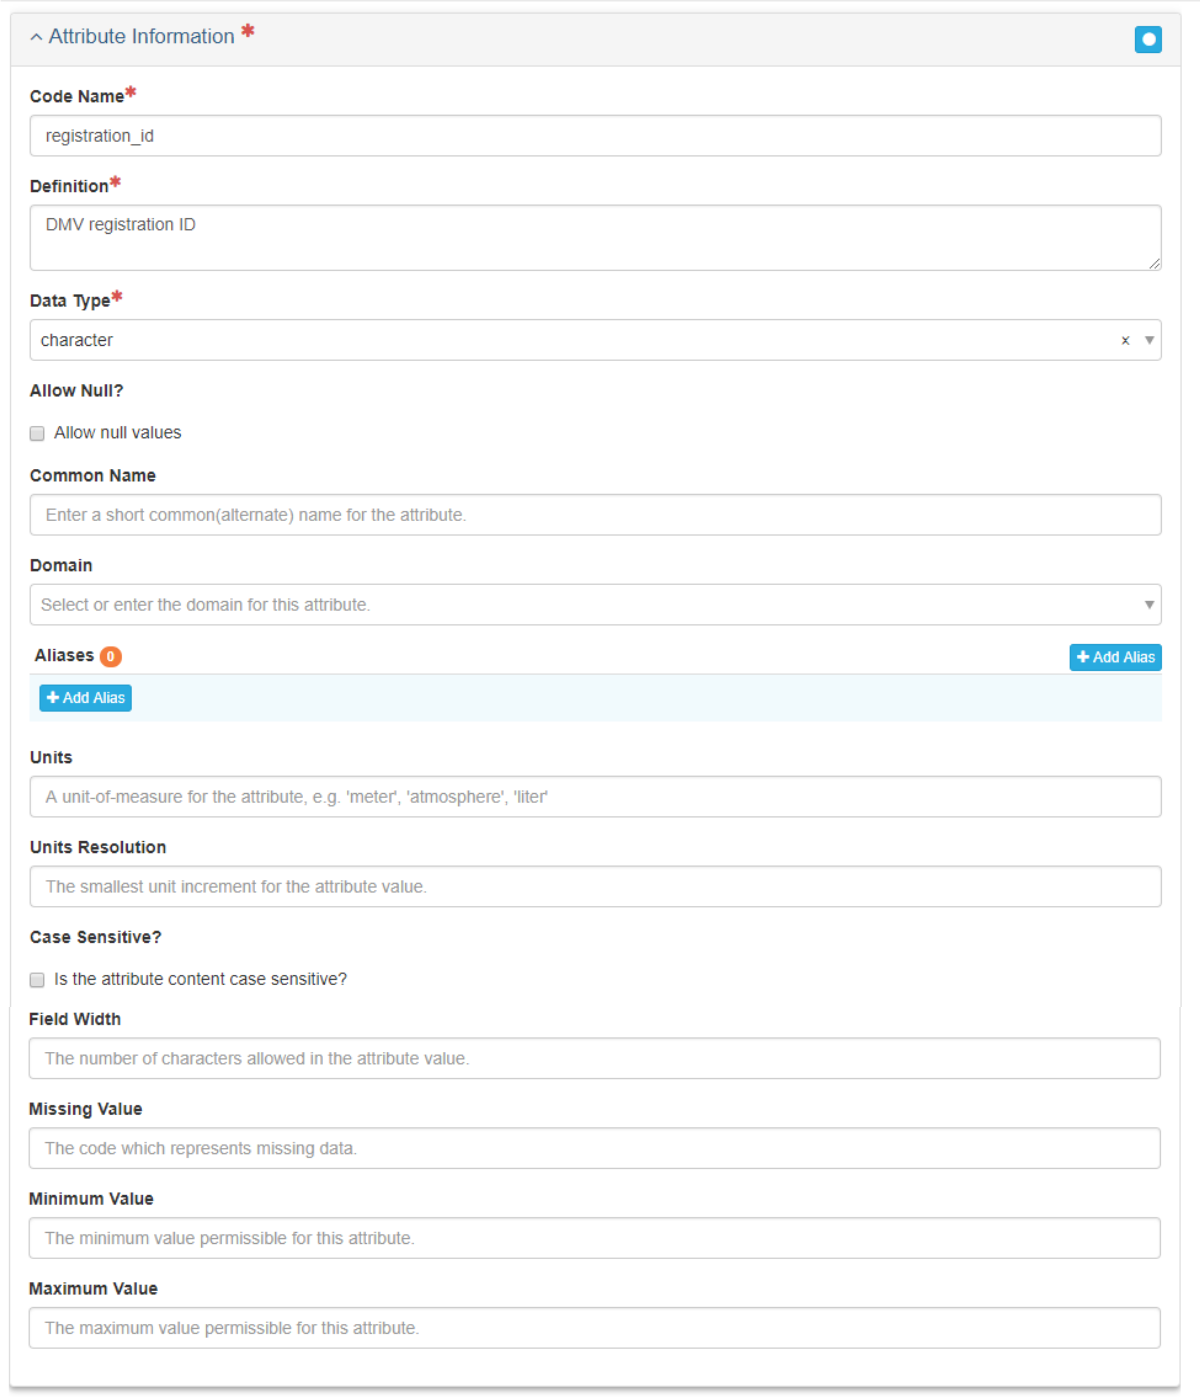 Attribute Information *
Code Name*
registration_id
Definition*
DMV registration ID
Data Type*
character x
Allow Null?
Allow null values
Common Name
Enter a short common(alternate) name for the attribute.
Domain
Select or enter the domain for this attribute.
Aliases 0 + Add Alias
+ Add Alias
Units
A unit-of-measure for the attribute, e.g. 'meter', 'atmosphere', 'liter'
Units Resolution
The smallest unit increment for the attribute value.
Case Sensitive?
Is the attribute content case sensitive?
Field Width
The number of characters allowed in the attribute value.
Missing Value
The code which represents missing data.
Minimum Value
The minimum value permissible for this attribute.
Maximum Value
The maximum value permissible for this attribute.